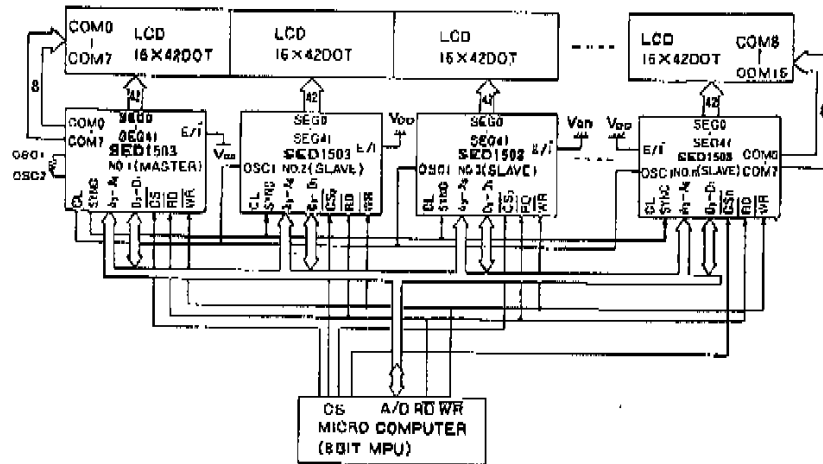 COM0
COM7
LCD
16×42DOT
LCD
16×42DOT
LCD
16×42DOT
LCD
16×42DOT
COM8
COM15
8
42
42
42
42
COM0
COM7
SEG0
SEG41
SED1503
NO.1(MASTER)
E/I
VDD
OSC1
OSC2
SEG0
SEG41
SED1503
NO.2(SLAVE)
E/I
VDD
OSC1
SEG0
SEG41
SED1503
NO.3(SLAVE)
E/I
VDD
OSC1
VDD
E/I
SEG0
SEG41
SED1503
NO.n(SLAVE)
OSC1
COM0
COM7
CL SYNC CS RD WR
CL SYNC RD WR
CL SYNC RD WR
CL SYNC RD WR
CS A/D RD WR
MICRO COMPUTER
(8BIT MPU)